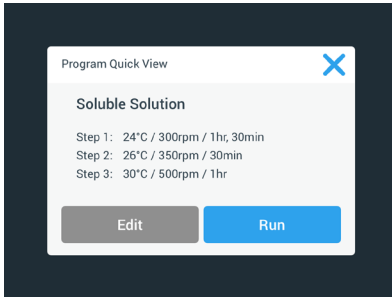 Program Quick View
Soluble Solution
Step 1: 24°C / 300rpm / 1hr, 30min
Step 2: 26°C / 350rpm / 30min
Step 3: 30°C / 500rpm / 1hr
Edit
Run